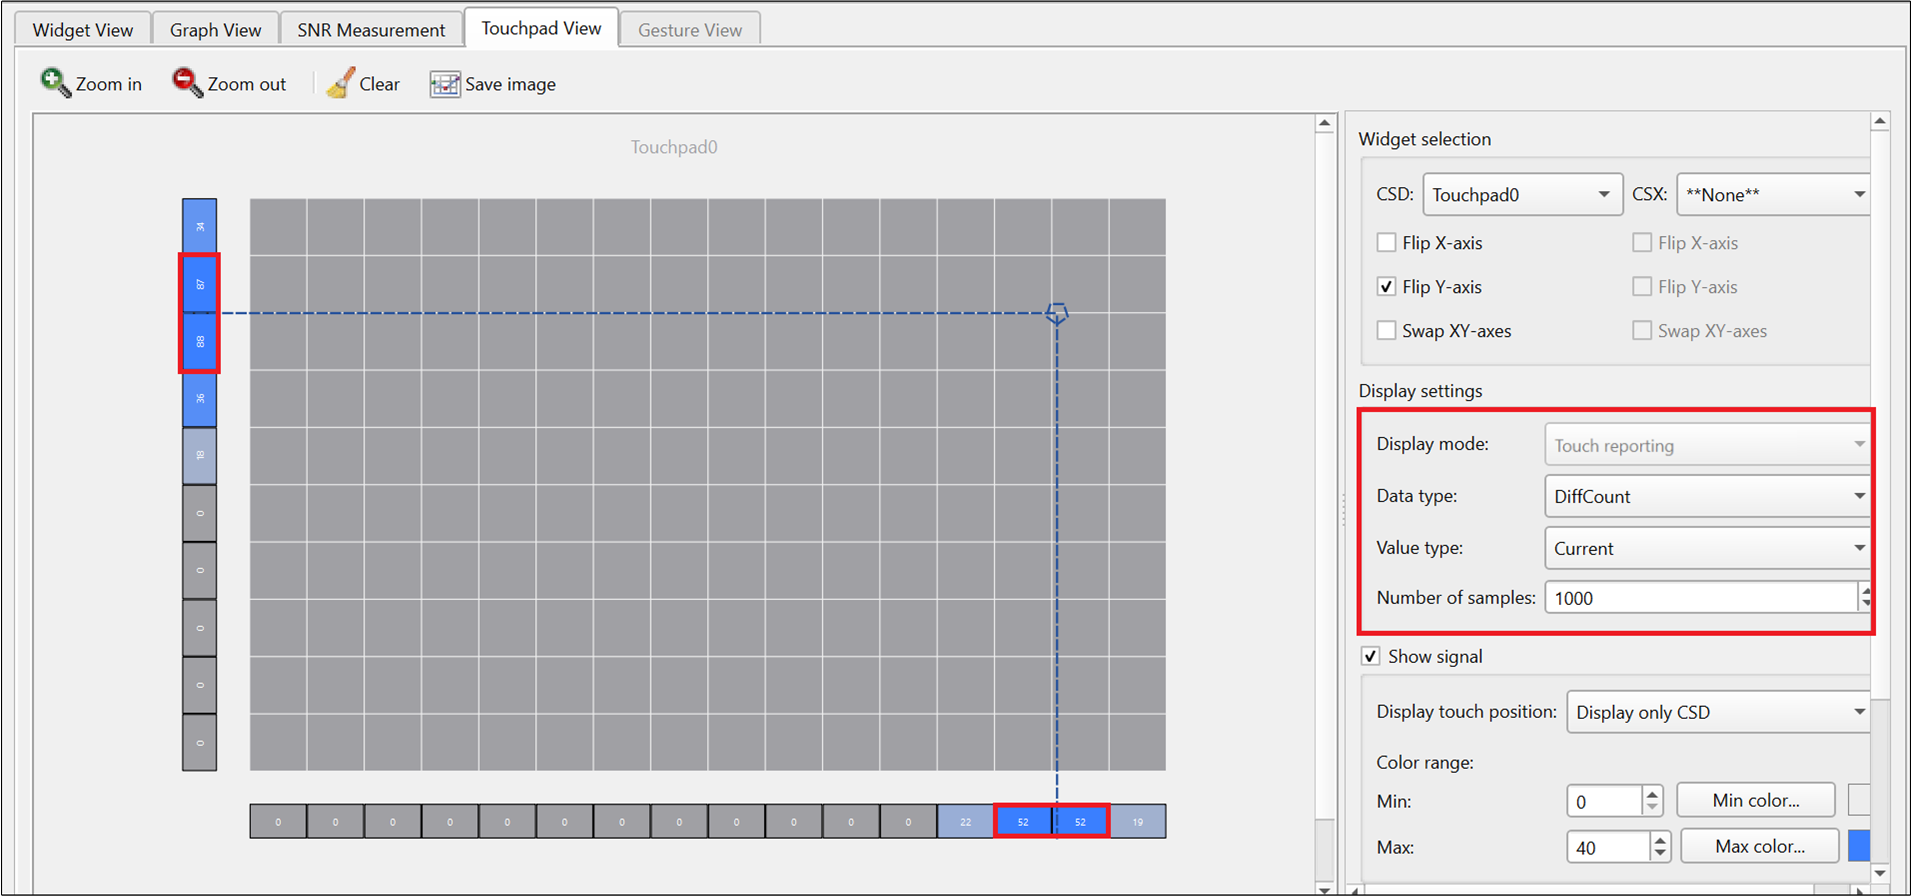 Widget View Graph View SNR Measurement Touchpad View Gesture View
Zoom in Zoom out Clear Save image
Touchpad0
34
87
88
36
18
0
0
0
0
0
0 0 0 0 0 0 0 0 0 0 0 0 22 52 52 19
Widget selection
CSD: Touchpad0 CSX: **None**
Flip X-axis Flip X-axis
Flip Y-axis Flip Y-axis
Swap XY-axes Swap XY-axes
Display settings
Display mode: Touch reporting
Data type: DiffCount
Value type: Current
Number of samples: 1000
Show signal
Display touch position: Display only CSD
Color range:
Min: 0 Min color...
Max: 40 Max color...